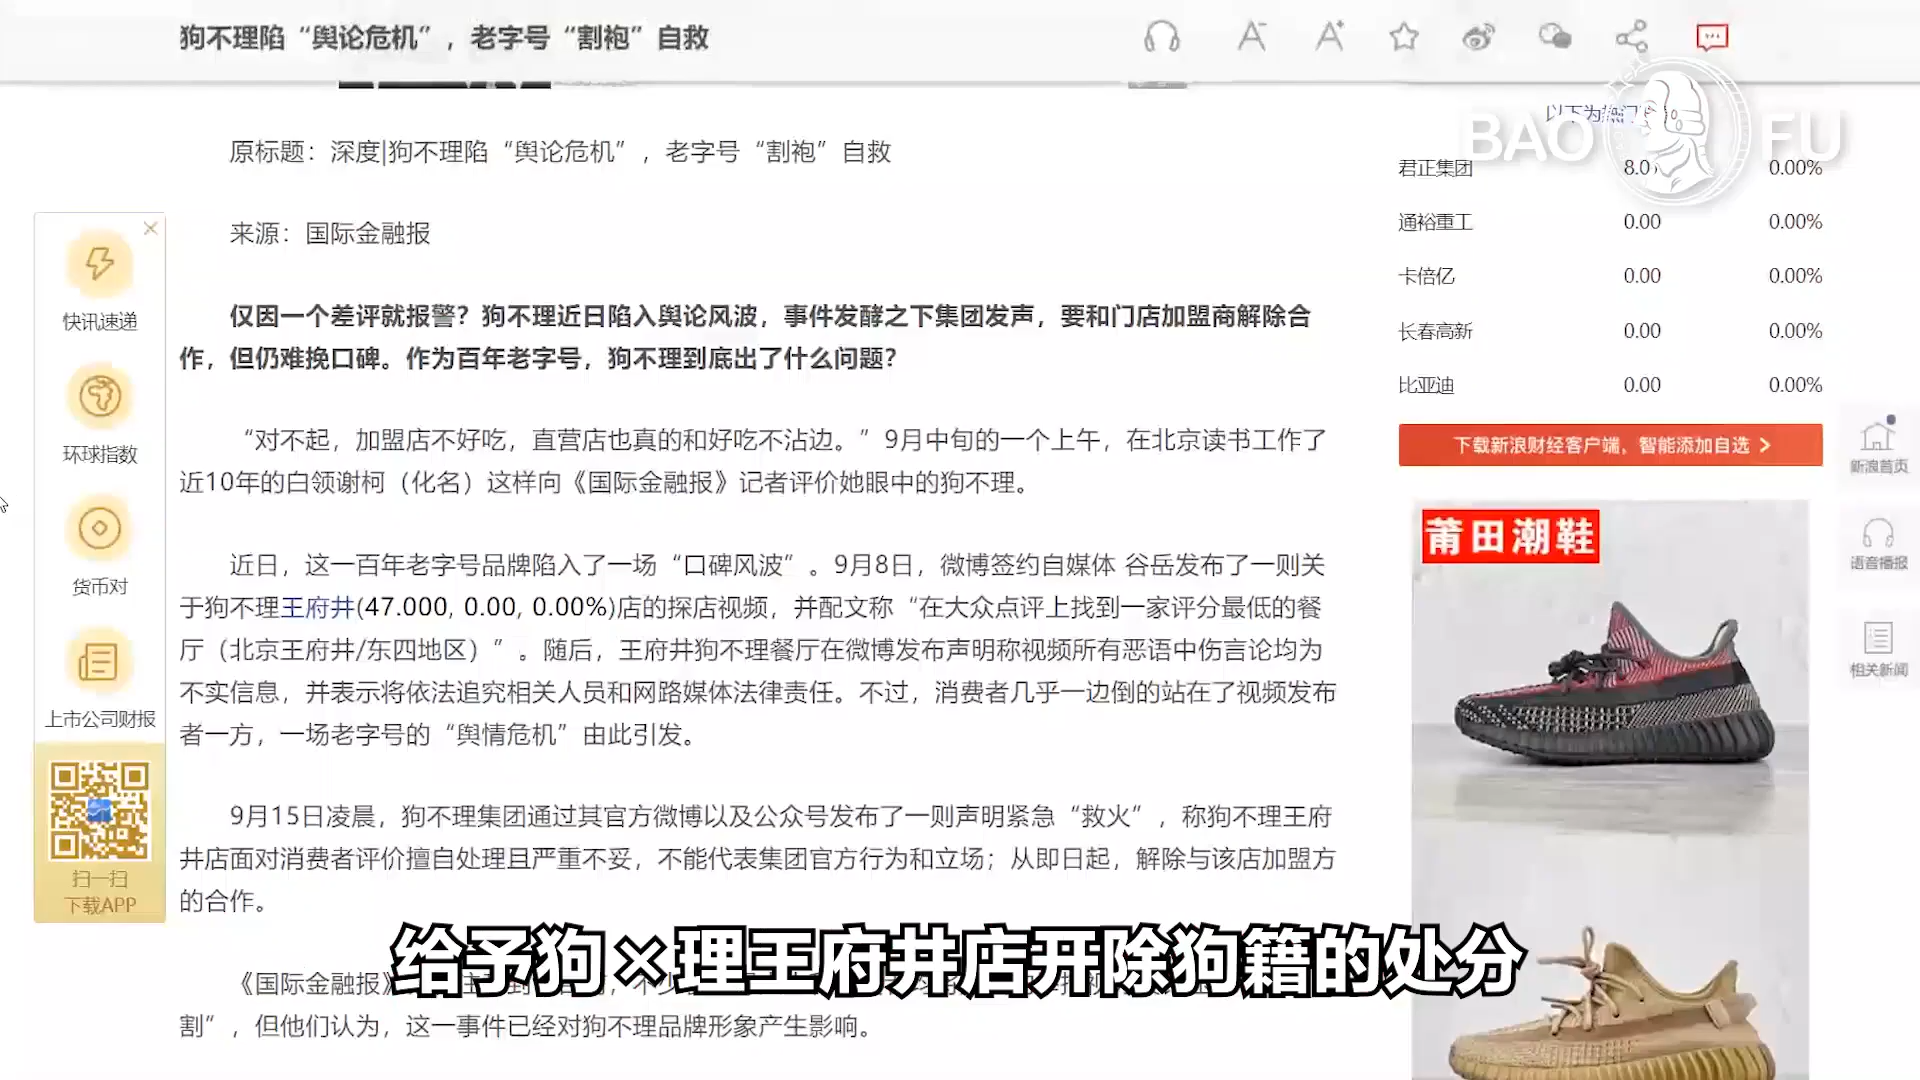 狗不理陷“舆论危机”，老字号“割袍”自救
BAO FU
原标题：深度|狗不理陷“舆论危机”，老字号“割袍”自救
来源：国际金融报
仅因一个差评就报警？狗不理近日陷入舆论风波，事件发酵之下集团发声，要和门店加盟商解除合
作，但仍难挽口碑。作为百年老字号，狗不理到底出了什么问题？
“对不起，加盟店不好吃，直营店也真的和好吃不沾边。”9月中旬的一个上午，在北京读书工作了
近10年的白领谢柯（化名）这样向《国际金融报》记者评价她眼中的狗不理。
近日，这一百年老字号品牌陷入了一场“口碑风波”。9月8日，微博签约自媒体 谷岳发布了一则关
于狗不理王府井(47.000, 0.00, 0.00%)店的探店视频，并配文称“在大众点评上找到一家评分最低的餐
厅（北京王府井/东四地区）”。随后，王府井狗不理餐厅在微博发布声明称视频所有恶语中伤言论均为
不实信息，并表示将依法追究相关人员和网路媒体法律责任。不过，消费者几乎一边倒的站在了视频发布
者一方，一场老字号的“舆情危机”由此引发。
9月15日凌晨，狗不理集团通过其官方微博以及公众号发布了一则声明紧急“救火”，称狗不理王府
井店面对消费者评价擅自处理且严重不妥，不能代表集团官方行为和立场；从即日起，解除与该店加盟方
的合作。
《国际金融报》
割”，但他们认为，这一事件已经对狗不理品牌形象产生影响。
给予狗×理王府井店开除狗籍的处分
快讯速递
环球指数
货币对
上市公司财报
扫一扫
下载APP
以下为热门
君正集团 8.0 0.00%
通裕重工 0.00 0.00%
卡倍亿 0.00 0.00%
长春高新 0.00 0.00%
比亚迪 0.00 0.00%
下载新浪财经客户端，智能添加自选
莆田潮鞋
新浪首页
语音播报
相关新闻